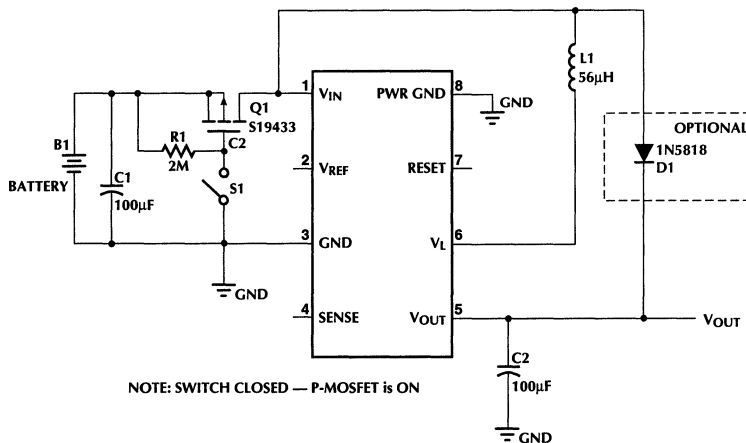 L1
56µH
1
VIN
PWR GND
8
GND
Q1
S19433
OPTIONAL
B1
R1
C2
2M
2
VREF
RESET
7
1N5818
D1
BATTERY
C1
100µF
S1
3
GND
VL
6
GND
4
SENSE
VOUT
5
VOUT
C2
100µF
NOTE: SWITCH CLOSED — P-MOSFET is ON
GND